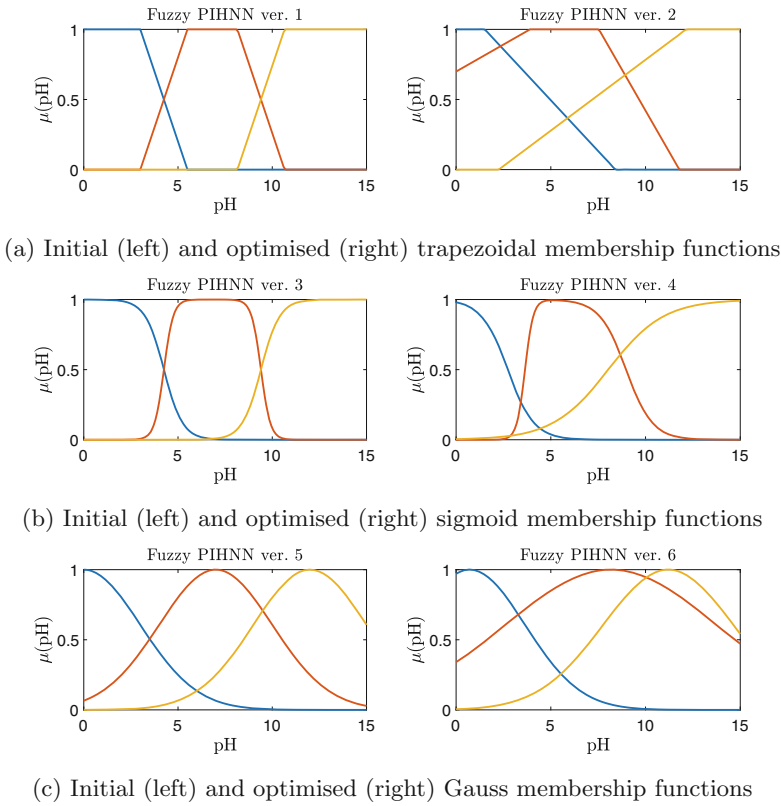 Fuzzy PIHNN ver. 1
1
0.5
0
μ(pH)
0 5 10 15
pH
Fuzzy PIHNN ver. 2
1
0.5
0
μ(pH)
0 5 10 15
pH
(a) Initial (left) and optimised (right) trapezoidal membership functions
Fuzzy PIHNN ver. 3
1
0.5
0
μ(pH)
0 5 10 15
pH
Fuzzy PIHNN ver. 4
1
0.5
0
μ(pH)
0 5 10 15
pH
(b) Initial (left) and optimised (right) sigmoid membership functions
Fuzzy PIHNN ver. 5
1
0.5
0
μ(pH)
0 5 10 15
pH
Fuzzy PIHNN ver. 6
1
0.5
0
μ(pH)
0 5 10 15
pH
(c) Initial (left) and optimised (right) Gauss membership functions